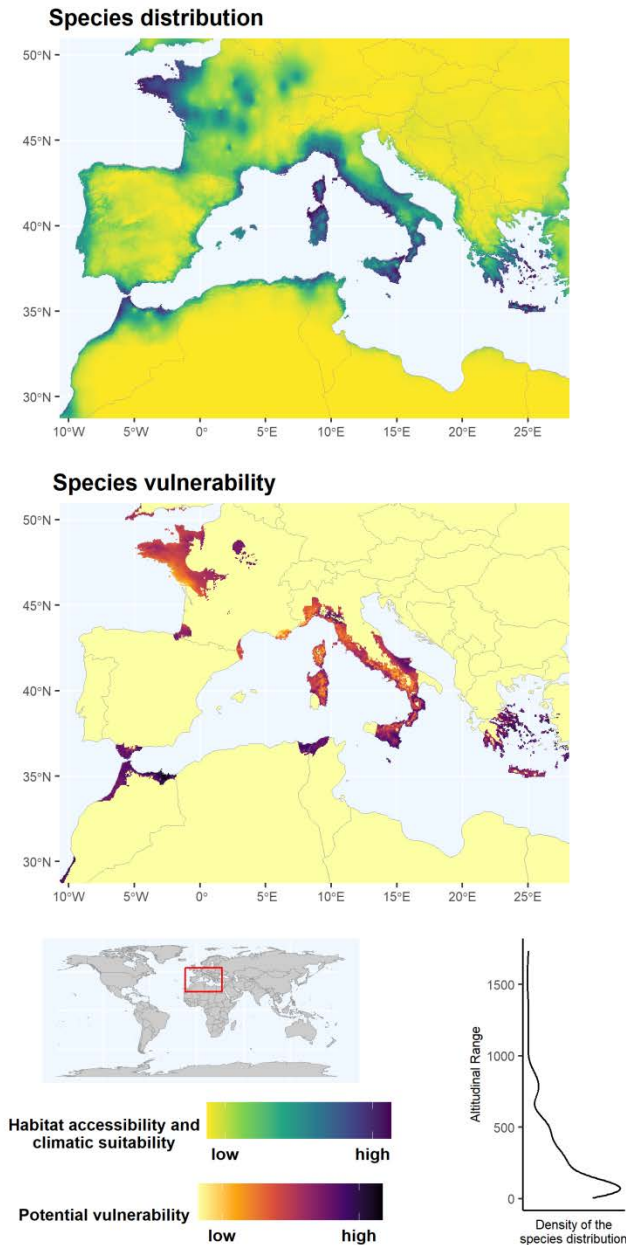 Species distribution
50°N
45°N
40°N
35°N
30°N
10°W 5°W 0° 5°E 10°E 15°E 20°E 25°E
Species vulnerability
50°N
45°N
40°N
35°N
30°N
10°W 5°W 0° 5°E 10°E 15°E 20°E 25°E
Habitat accessibility and
climatic suitability
low high
Potential vulnerability
low high
Altitudinal Range
1500
1000
500
0
Density of the
species distribution